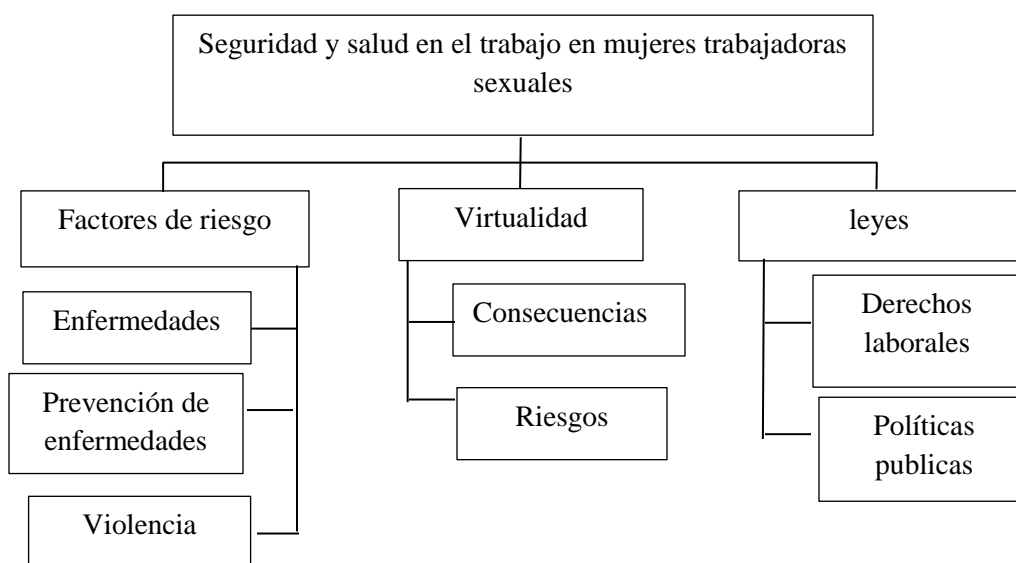 Seguridad y salud en el trabajo en mujeres trabajadoras
sexuales
Factores de riesgo
Enfermedades
Prevención de
enfermedades
Violencia
Virtualidad
Consecuencias
Riesgos
leyes
Derechos
laborales
Políticas
publicas